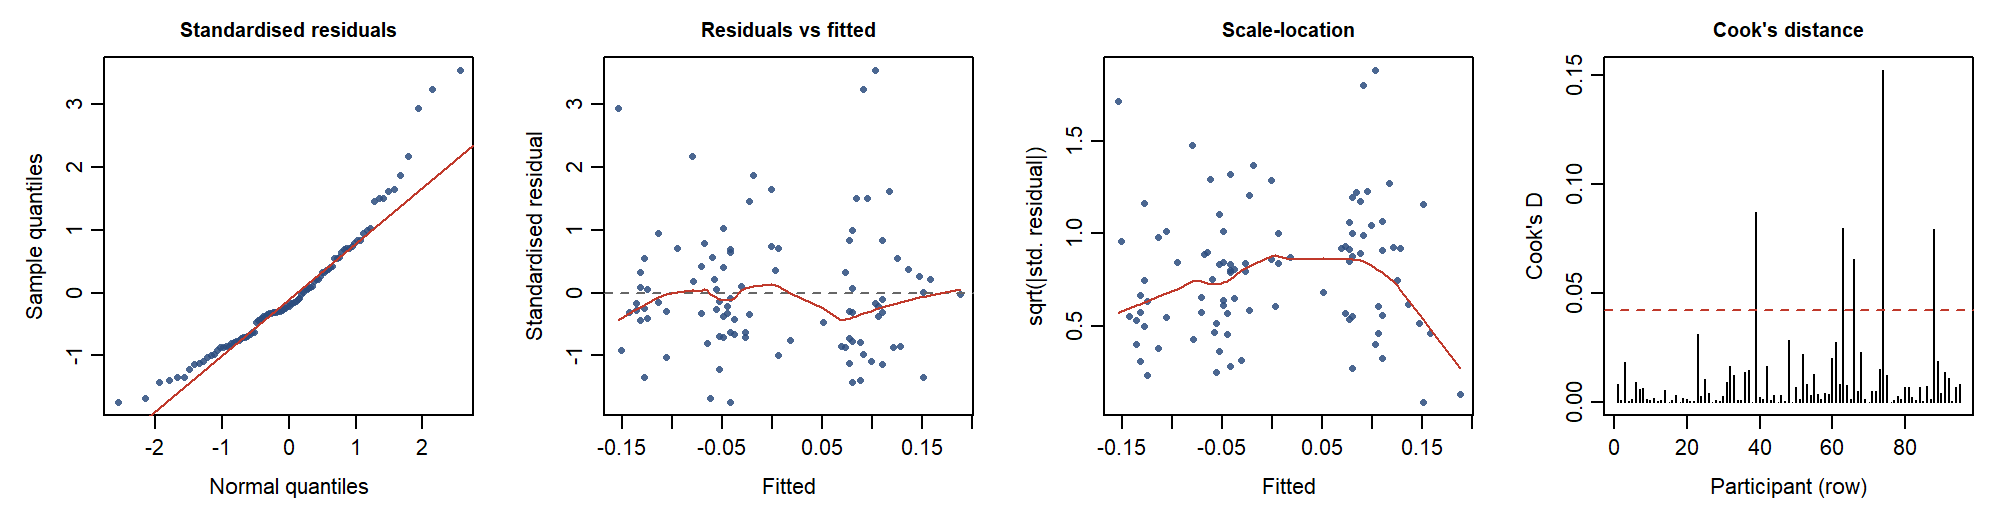 Standardised residuals
Sample quantiles
3
2
1
0
-1
-2
-1
0
1
2
Normal quantiles
Residuals vs fitted
Standardised residual
3
2
1
0
-1
-0.15
-0.05
0.05
0.15
Fitted
Scale-location
sqrt(|std. residual|)
1.5
1.0
0.5
-0.15
-0.05
0.05
0.15
Fitted
Cook's distance
Cook's D
0.15
0.10
0.05
0.00
0
20
40
60
80
Participant (row)